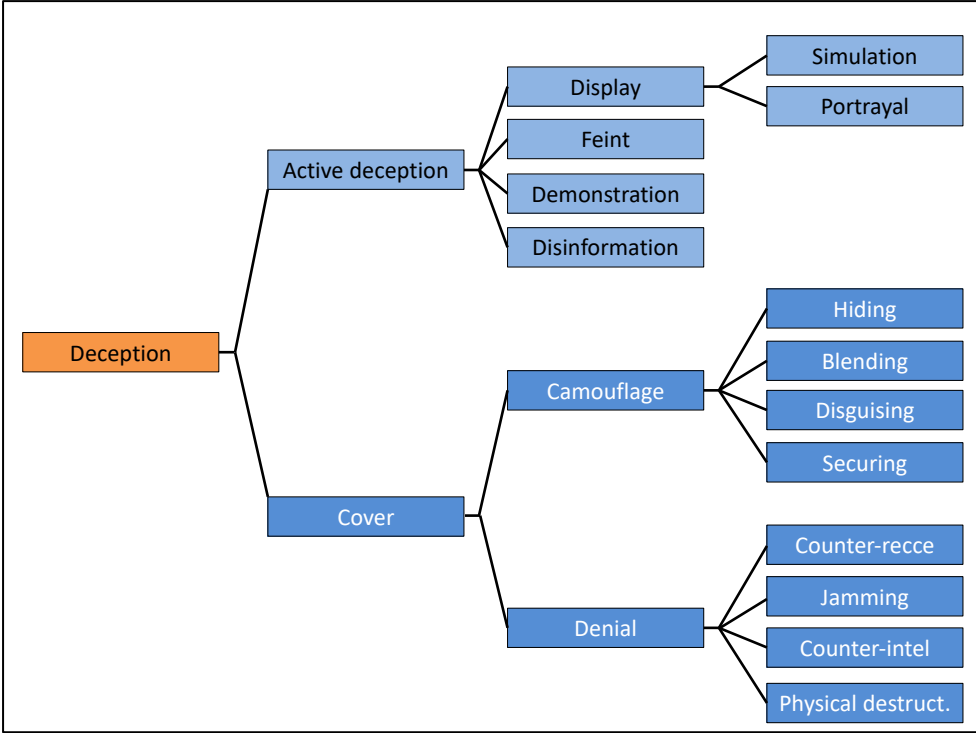 Deception
Active deception
Display
Simulation
Portrayal
Feint
Demonstration
Disinformation
Cover
Camouflage
Hiding
Blending
Disguising
Securing
Denial
Counter-recce
Jamming
Counter-intel
Physical destruct.